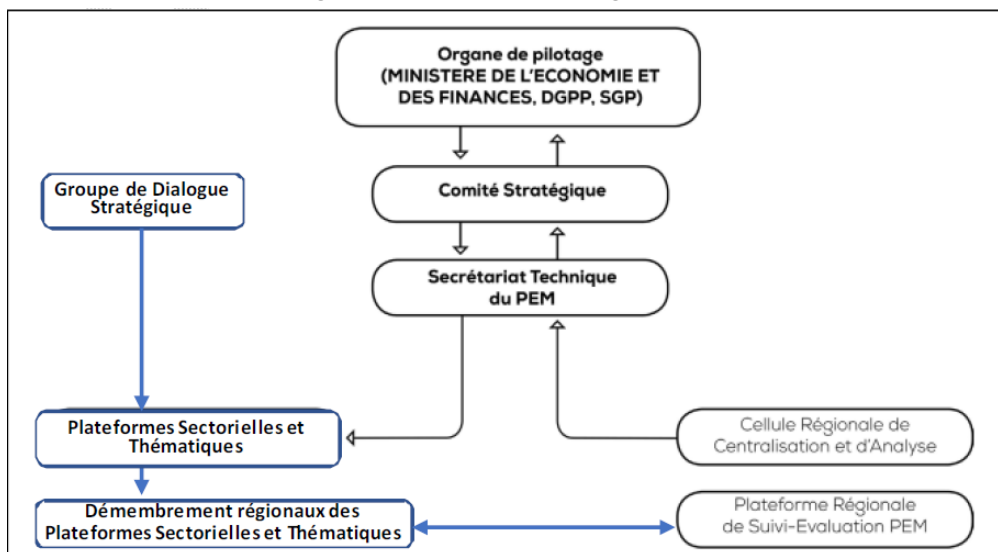 Organe de pilotage
(MINISTERE DE L'ECONOMIE ET
DES FINANCES, DGPP, SGP)
Groupe de Dialogue
Stratégique
Comité Stratégique
Secrétariat Technique
du PEM
Plateformes Sectorielles et
Thématiques
Cellule Régionale de
Centralisation et d'Analyse
Démembrement régionaux des
Plateformes Sectorielles et Thématiques
Plateforme Régionale
de Suivi-Evaluation PEM